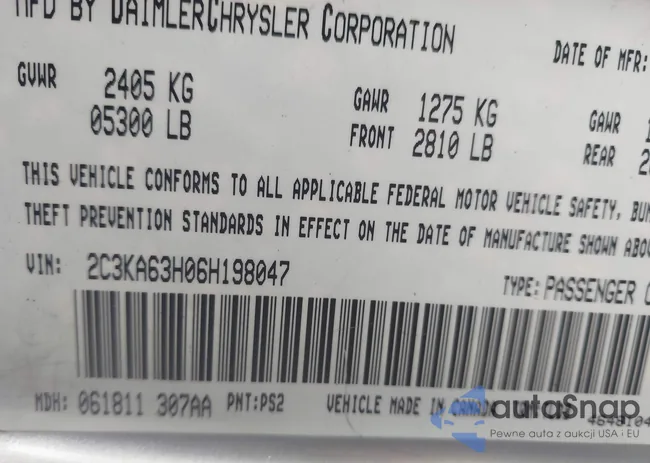 MFD BY DAIMLERCHRYSLER CORPORATION
DATE OF MFR:
GVWR 2405 KG GAWR 1275 KG GAWR
05300 LB FRONT 2810 LB REAR
THIS VEHICLE CONFORMS TO ALL APPLICABLE FEDERAL MOTOR VEHICLE SAFETY, BUM
THEFT PREVENTION STANDARDS IN EFFECT ON THE DATE OF MANUFACTURE SHOWN ABOV
VIN: 2C3KA63H06H198047 TYPE: PASSENGER C
MDH: 061811 307AA PNT:PS2 VEHICLE MADE IN CANADA
autoSnap
Pewne auta z aukcji USA i EU